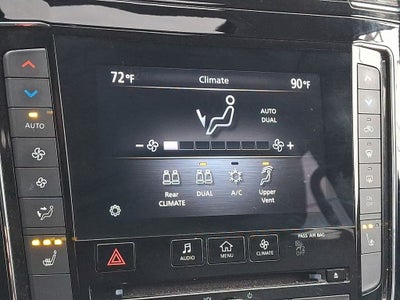 72°F Climate 90°F
AUTO
DUAL
AUTO
- +
Rear
CLIMATE
DUAL
A/C
Upper
Vent
AUDIO
MENU
CLIMATE
PASS AIR BAG